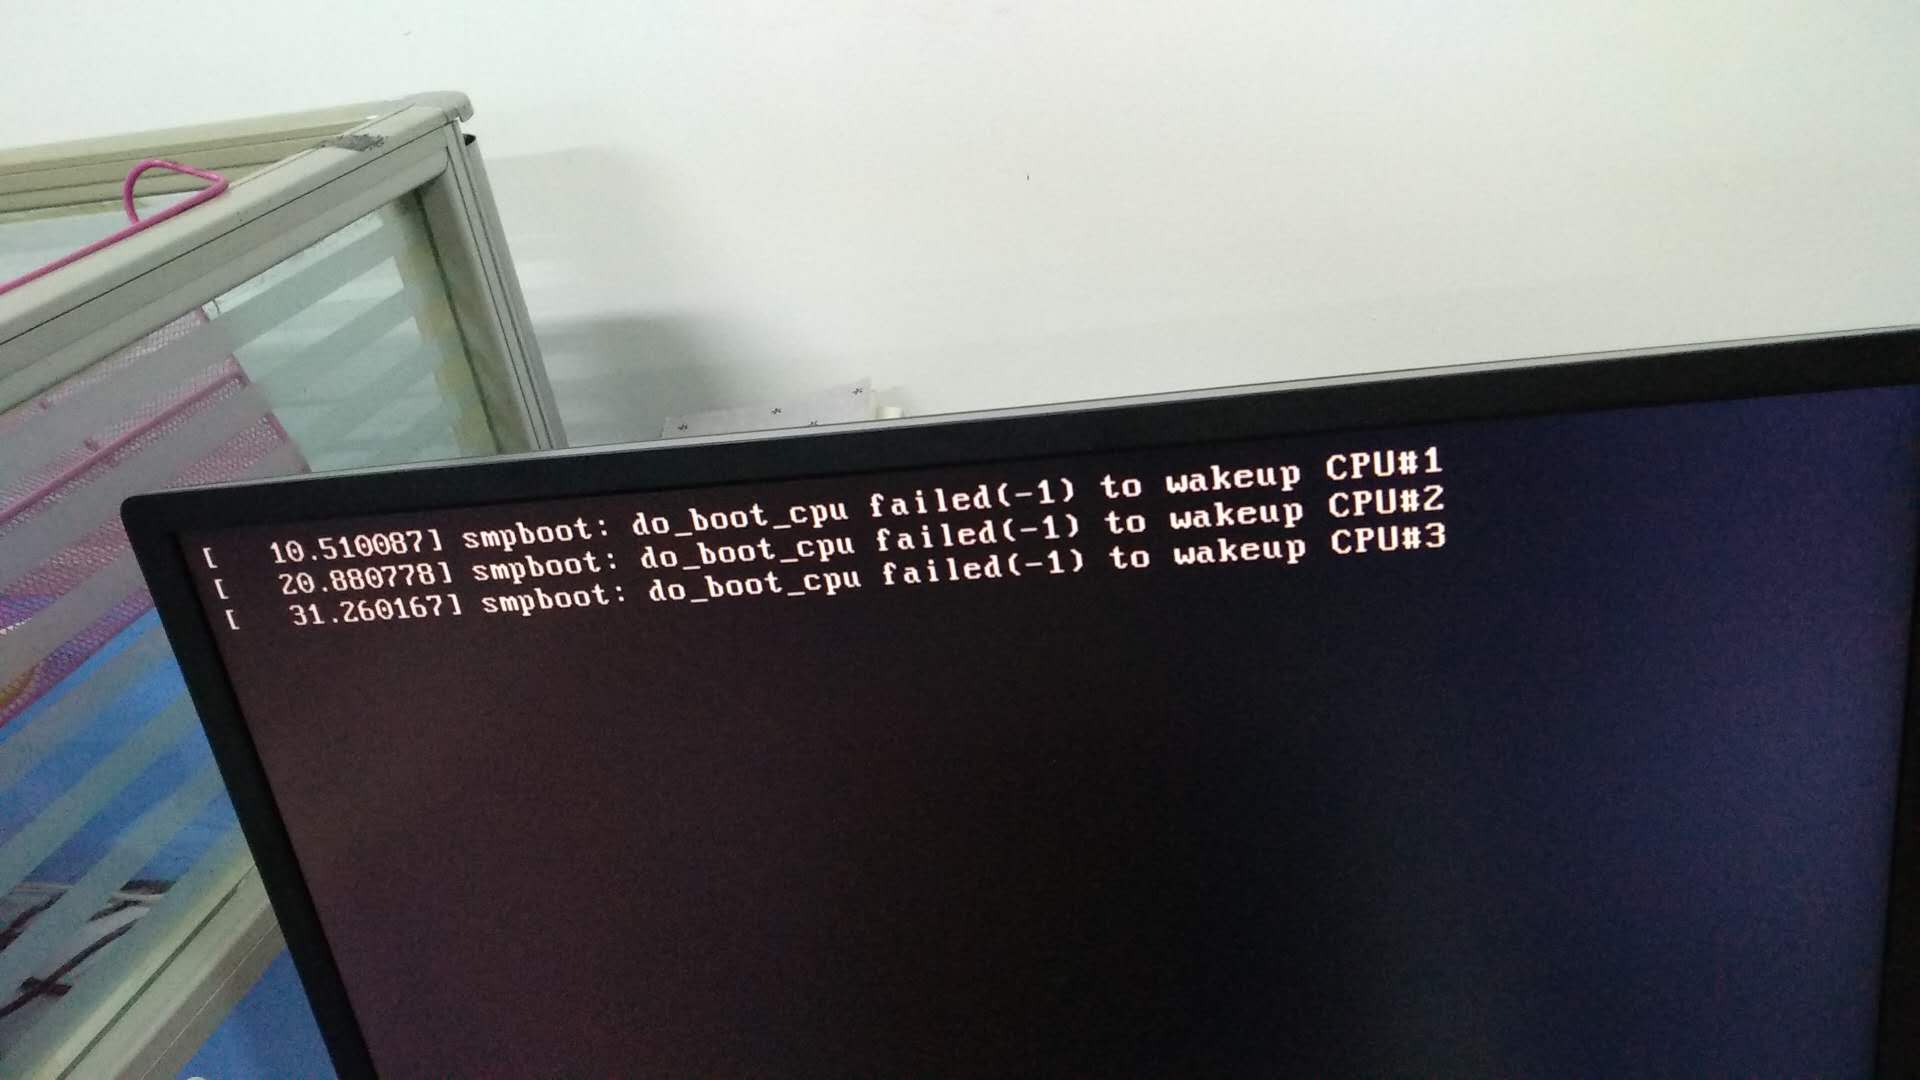 [   10.510087] smpboot: do_boot_cpu failed(-1) to wakeup CPU#1
[   20.880778] smpboot: do_boot_cpu failed(-1) to wakeup CPU#2
[   31.260167] smpboot: do_boot_cpu failed(-1) to wakeup CPU#3